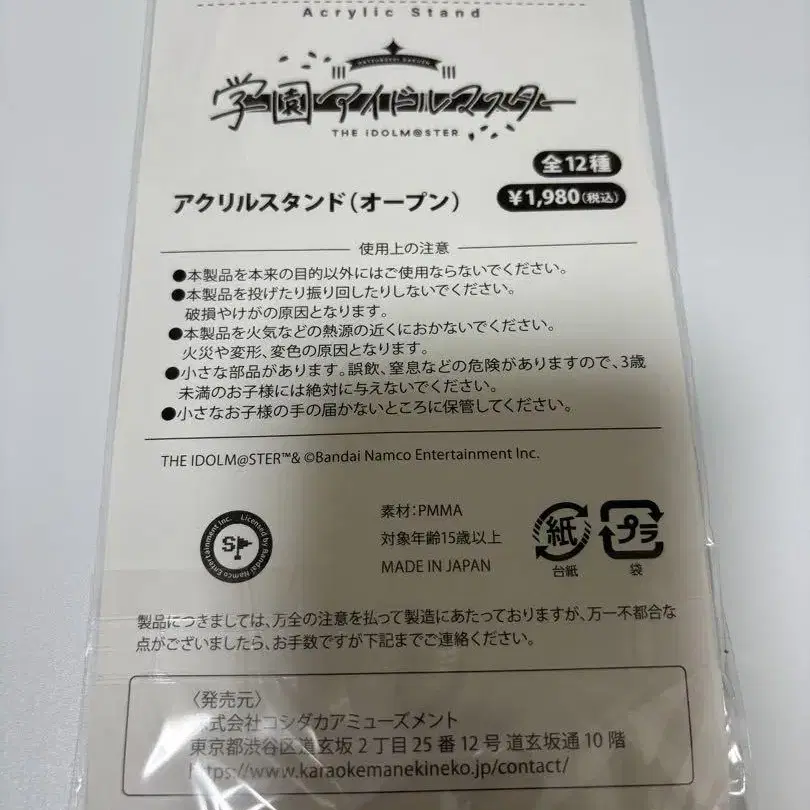 Acrylic Stand
学園アイドルマスター
THE IDOLM@STER
全12種
アクリルスタンド（オープン）
¥1,980(税込)
使用上の注意
●本製品を本来の目的以外にはご使用ならないでください。
●本製品を投げたり振り回したりしないでください。
破損やけがの原因となります。
●本製品を火気などの熱源の近くにおかないでください。
火災や変形、変色の原因となります。
●小さな部品があります。誤飲、窒息などの危険がありますので、3歳
未満のお子様には絶対に与えないでください。
●小さなお子様の手の届かないところに保管してください。
THE IDOLM@STER™& ©Bandai Namco Entertainment Inc.
Licensed by Bandai Namco Entertainment Inc.
素材：PMMA
対象年齢15歳以上
MADE IN JAPAN
紙
台紙
プラ
袋
製品につきましては、万全の注意を払って製造にあたっておりますが、万一不都合な
点がございましたら、お手数ですが下記までご連絡ください。
〈発売元〉
株式会社コシダカアミューズメント
東京都渋谷区道玄坂2丁目25番12号 道玄坂通10階
https://www.karaokemanekineko.jp/contact/